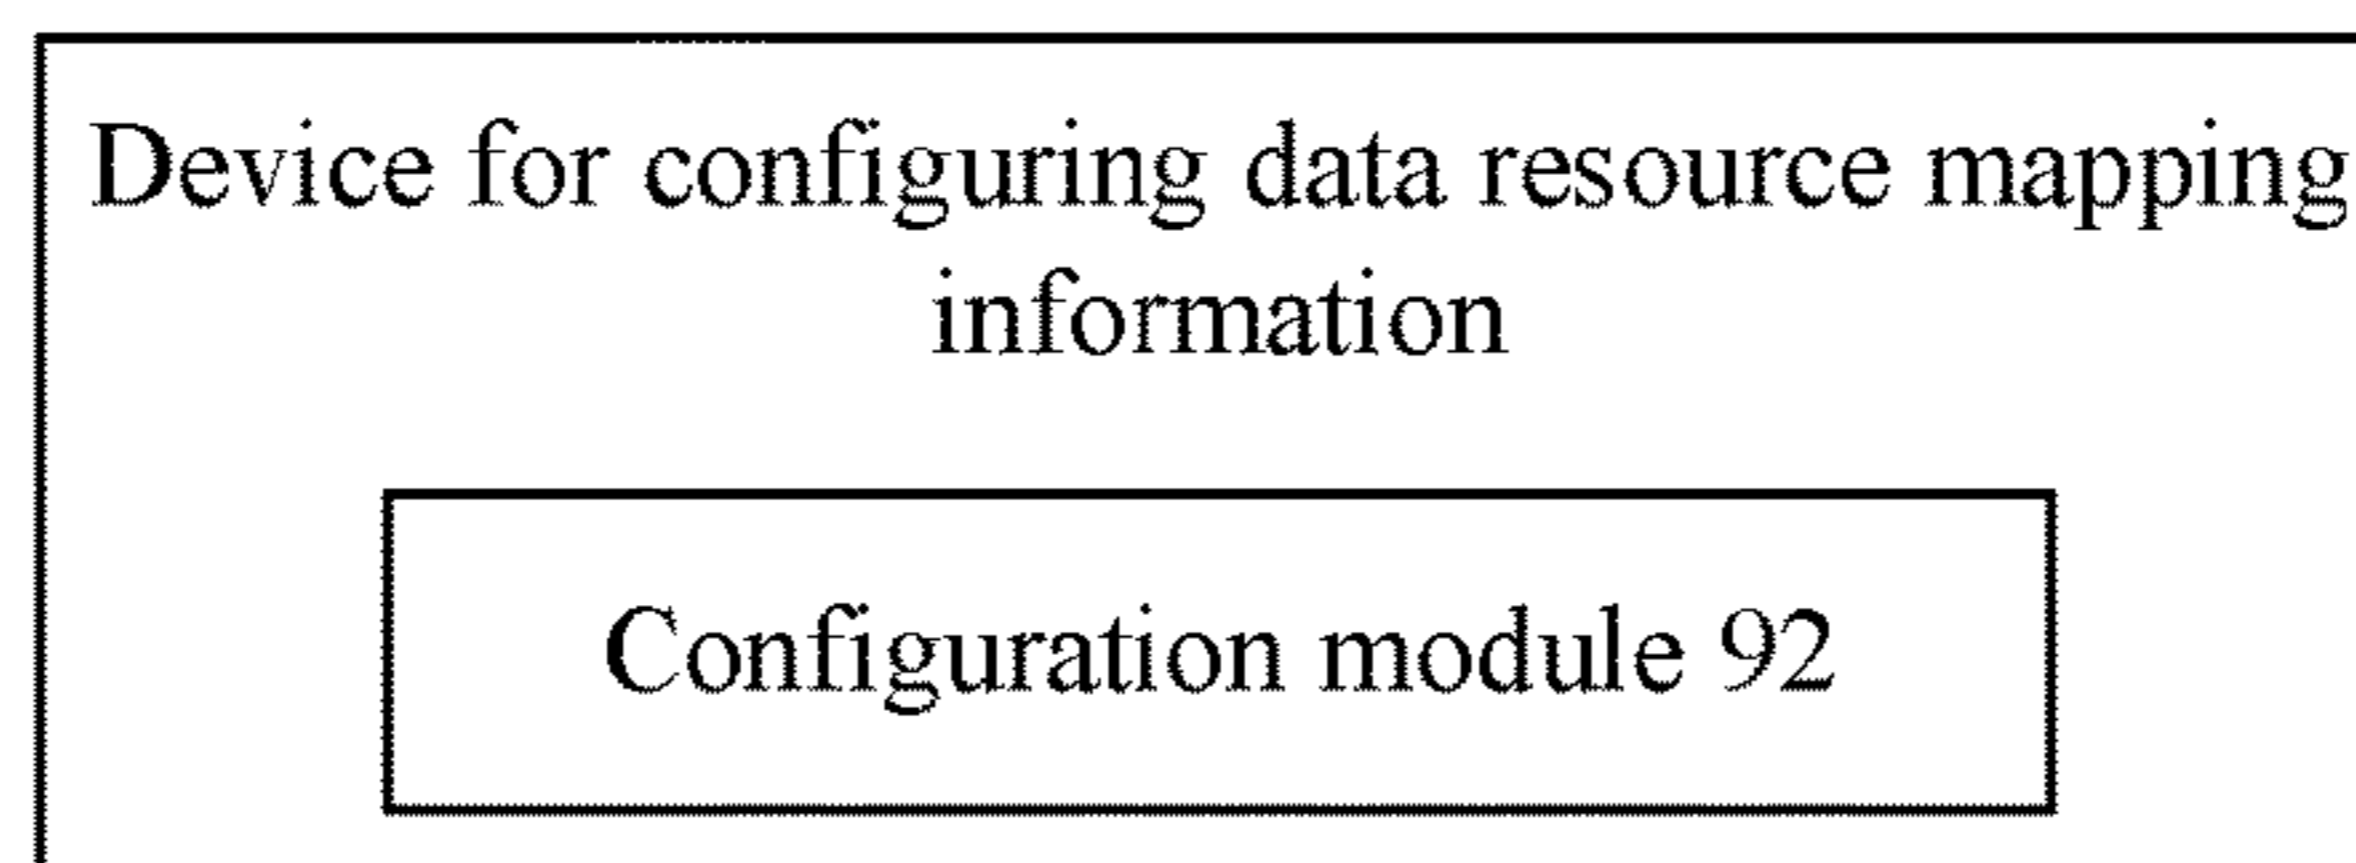 Device for configuring data resource mapping
information
Configuration module 92